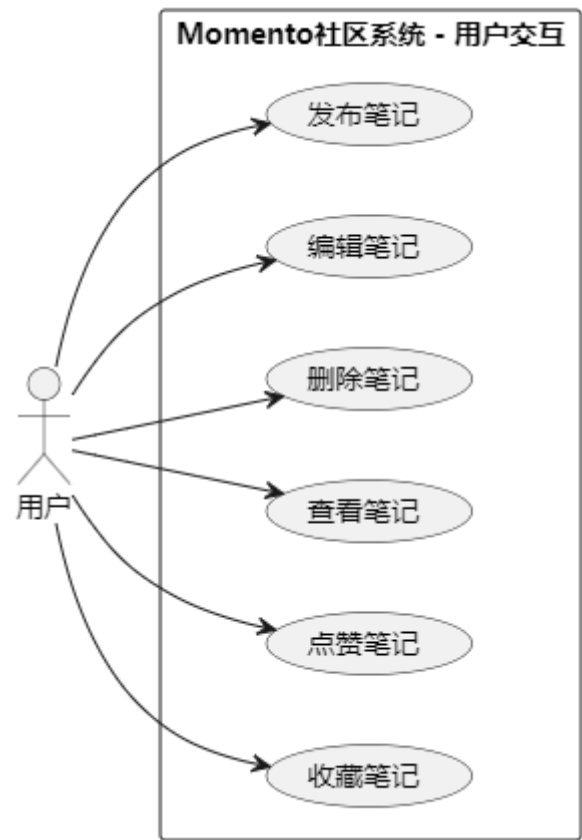 Momento社区系统 - 用户交互
发布笔记
编辑笔记
删除笔记
查看笔记
用户
点赞笔记
收藏笔记